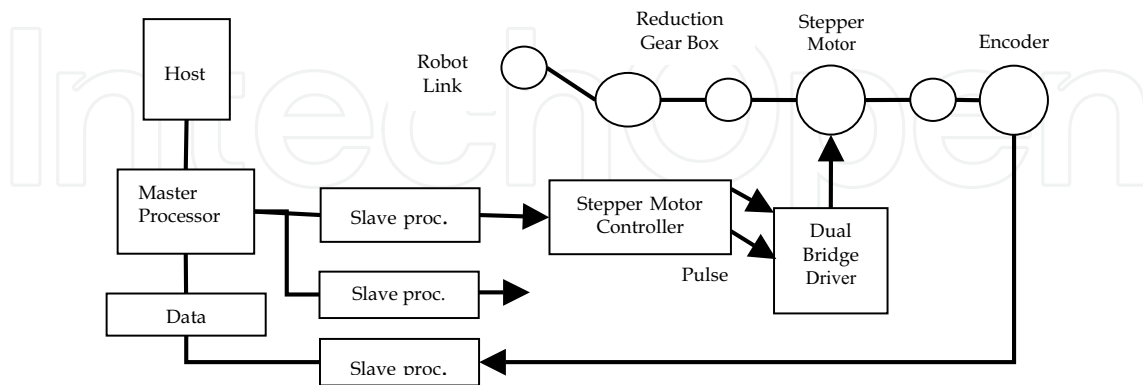 Host
Robot
Link
Reduction
Gear Box
Stepper
Motor
Encoder
Master
Processor
Slave proc.
Stepper Motor
Controller
Dual
Bridge
Driver
Pulse
Slave proc.
Data
Slave proc.
IntechOpen